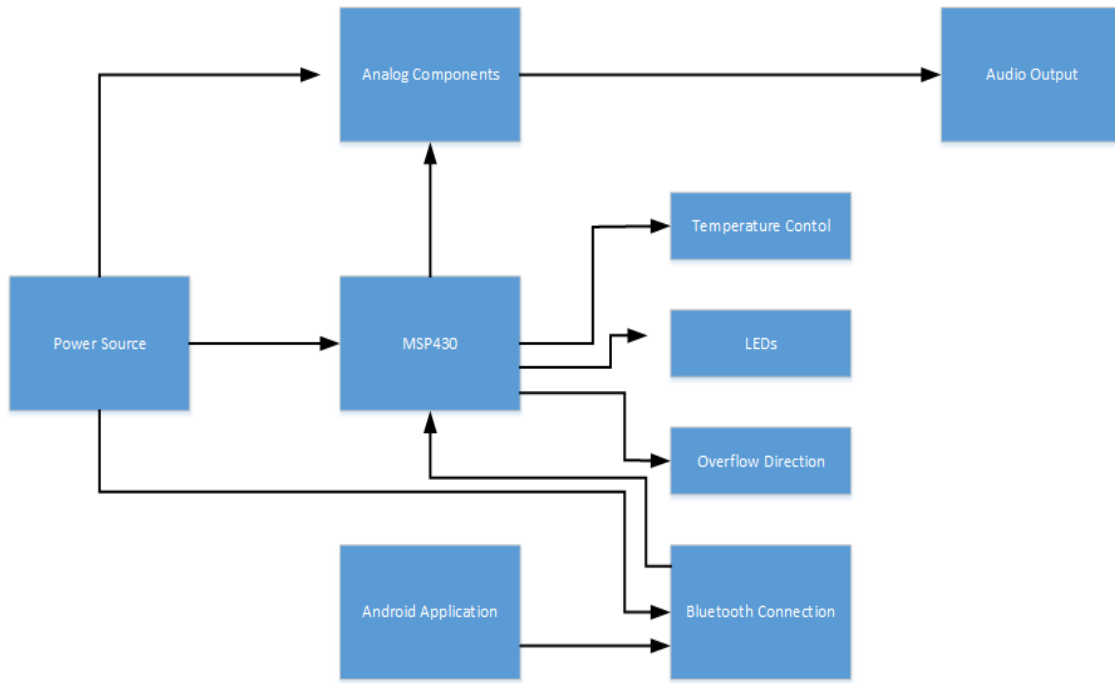 Analog Components
Audio Output
Temperature Contol
Power Source
MSP430
LEDs
Overflow Direction
Android Application
Bluetooth Connection